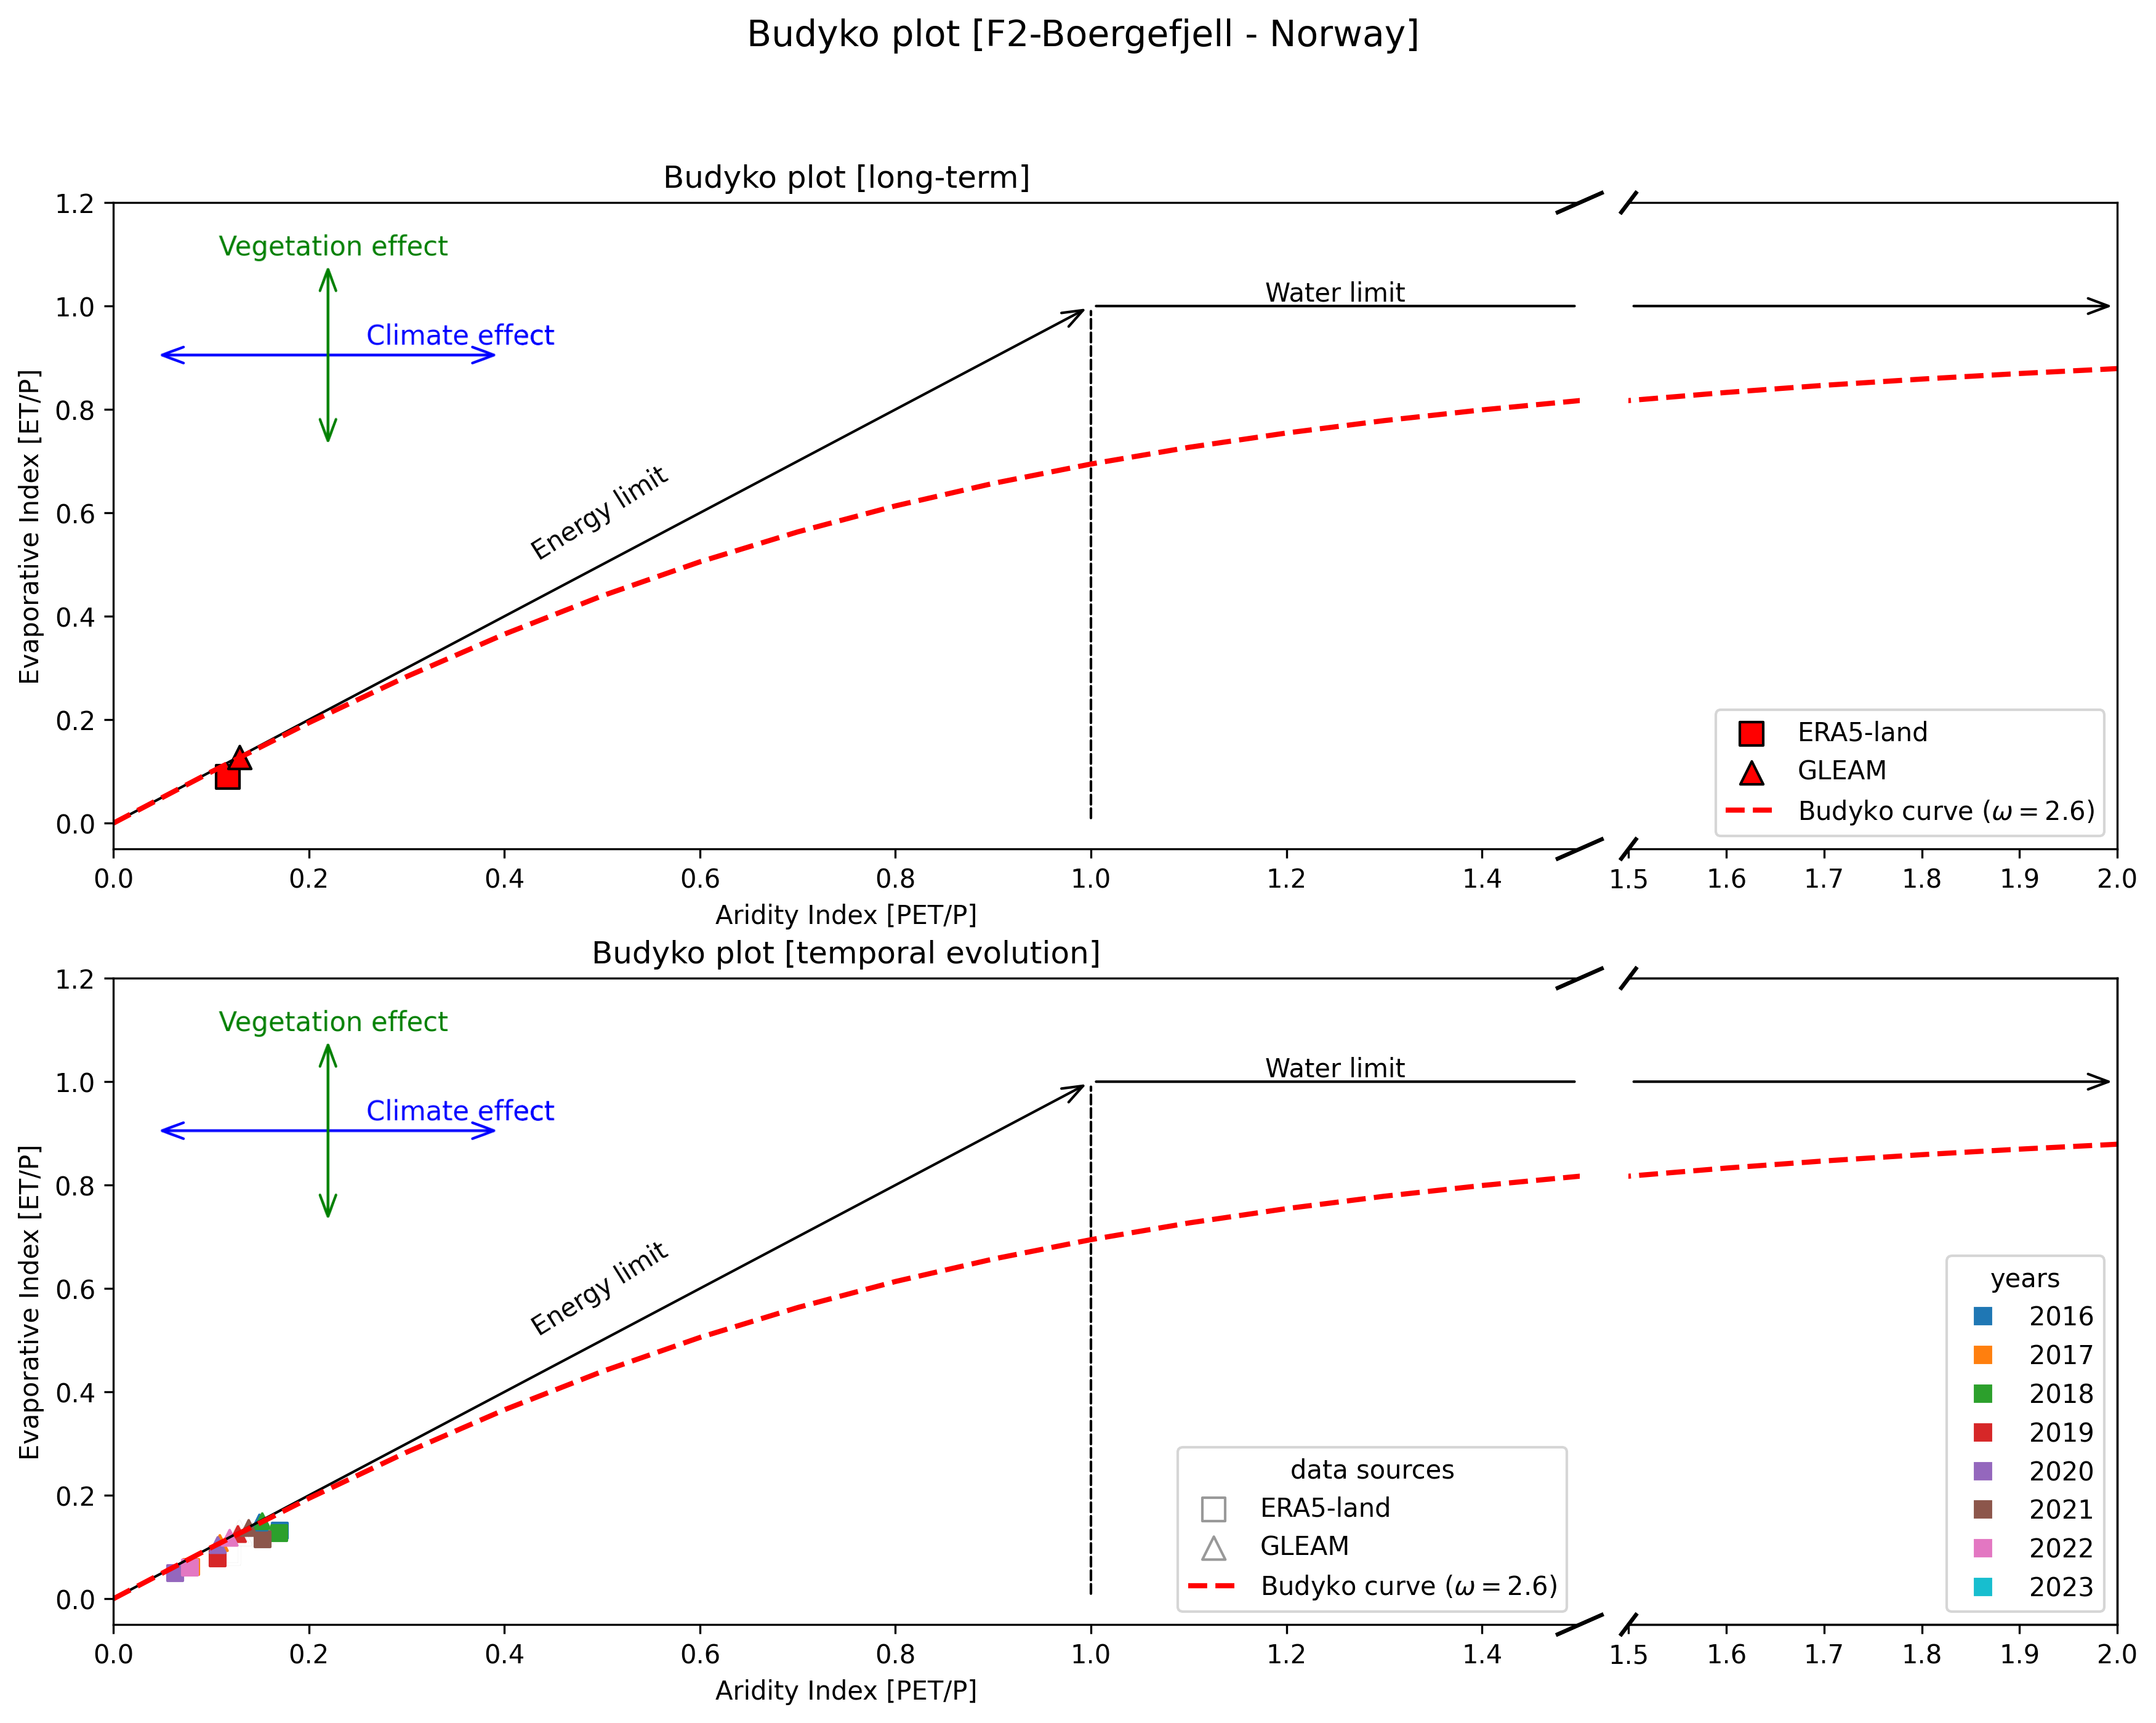 Budyko plot [F2-Boergefjell - Norway]
Budyko plot [long-term]
1.2
1.0
0.8
0.6
0.4
0.2
0.0
Evaporative Index [ET/P]
Vegetation effect
Climate effect
Energy limit
Water limit
ERA5-land
GLEAM
Budyko curve (ω = 2.6)
0.0 0.2 0.4 0.6 0.8 1.0 1.2 1.4 1.5 1.6 1.7 1.8 1.9 2.0
Aridity Index [PET/P]
Budyko plot [temporal evolution]
1.2
1.0
0.8
0.6
0.4
0.2
0.0
Evaporative Index [ET/P]
Vegetation effect
Climate effect
Energy limit
Water limit
data sources
ERA5-land
GLEAM
Budyko curve (ω = 2.6)
years
2016
2017
2018
2019
2020
2021
2022
2023
0.0 0.2 0.4 0.6 0.8 1.0 1.2 1.4 1.5 1.6 1.7 1.8 1.9 2.0
Aridity Index [PET/P]